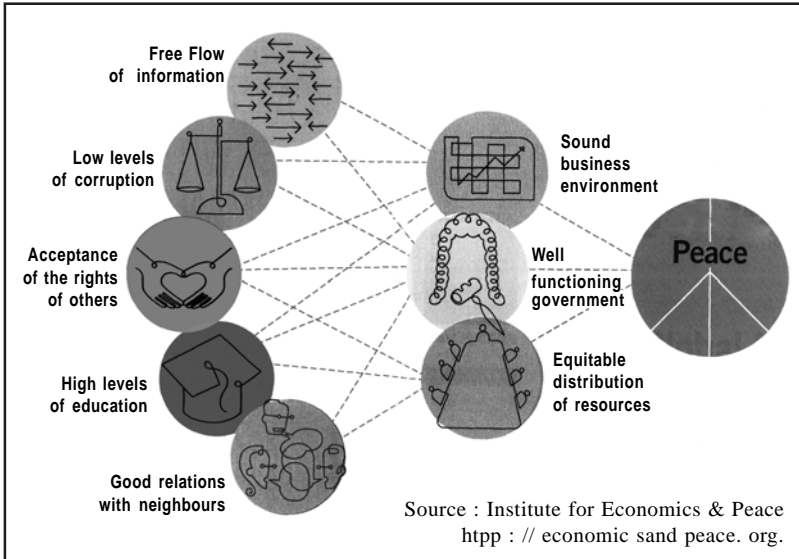 Free Flow
of information
Low levels
of corruption
Acceptance
of the rights
of others
High levels
of education
Good relations
with neighbours
Sound
business
environment
Well
functioning
government
Equitable
distribution
of resources
Peace
Source : Institute for Economics & Peace
htpp : // economic sand peace. org.